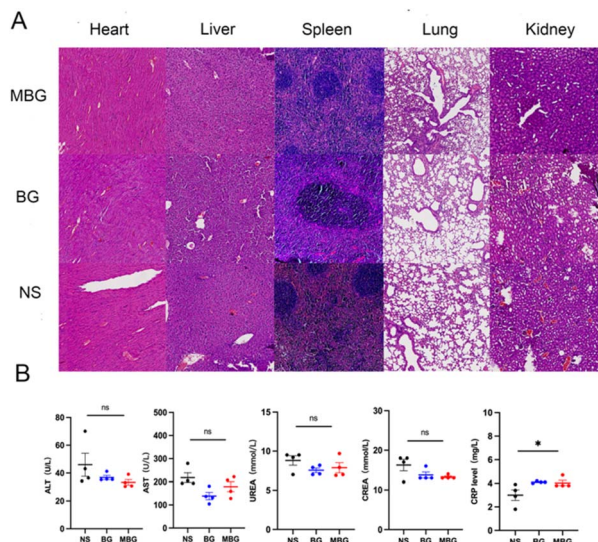 A
Heart Liver Spleen Lung Kidney
MBG
BG
NS
B
ALT (U/L)
80
60
40
20
0
ns
NS BG MBG
AST (U/L)
500
400
300
200
100
0
ns
NS BG MBG
UREA (mmol/L)
15
10
5
0
ns
NS BG MBG
CREA (mmol/L)
30
20
10
0
ns
NS BG MBG
CRP level (mg/L)
10
8
6
4
2
0
*
NS BG MBG